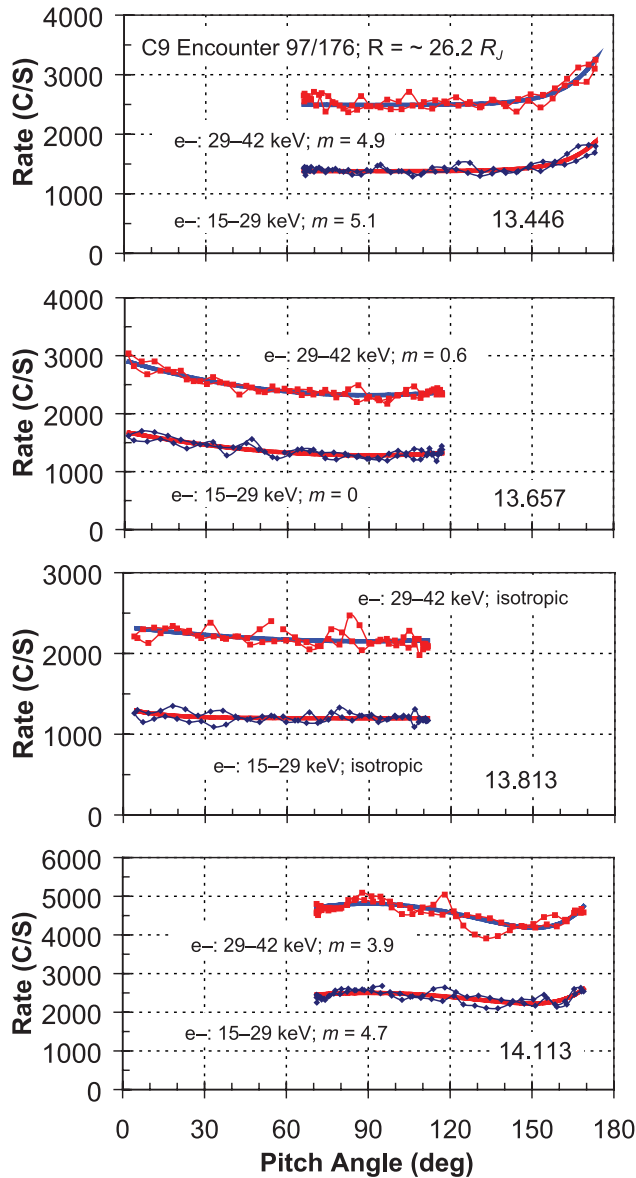 C9 Encounter 97/176; R = ~ 26.2 R_J
4000
3000
2000
1000
0
Rate (C/S)
e–: 29–42 keV; m = 4.9
e–: 15–29 keV; m = 5.1
13.446
4000
3000
2000
1000
0
Rate (C/S)
e–: 29–42 keV; m = 0.6
e–: 15–29 keV; m = 0
13.657
3000
2000
1000
0
Rate (C/S)
e–: 29–42 keV; isotropic
e–: 15–29 keV; isotropic
13.813
6000
5000
4000
3000
2000
1000
0
Rate (C/S)
e–: 29–42 keV; m = 3.9
e–: 15–29 keV; m = 4.7
14.113
0 30 60 90 120 150 180
Pitch Angle (deg)